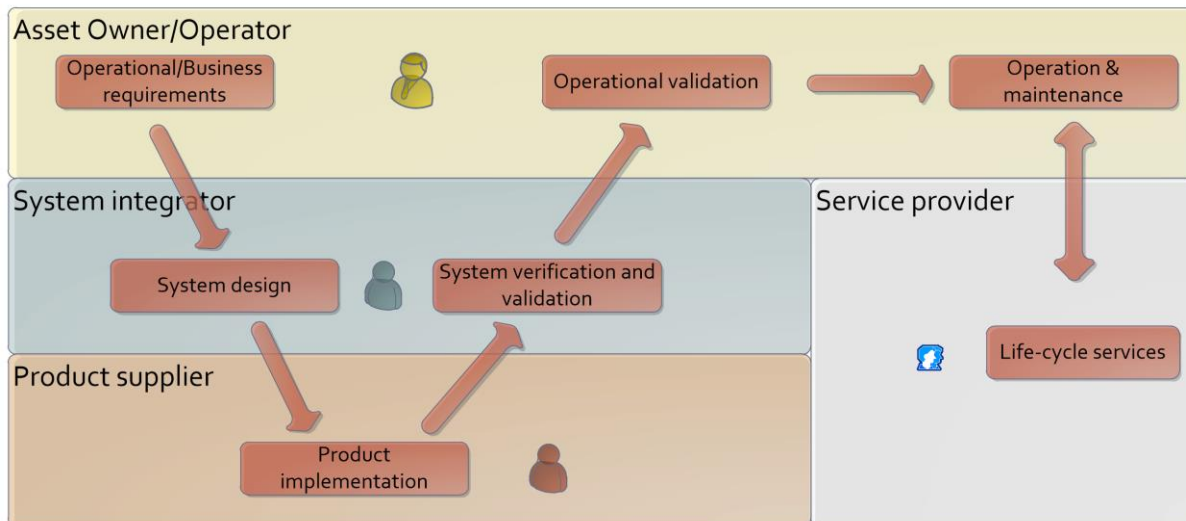 Asset Owner/Operator
Operational/Business
requirements
Operational validation
Operation &
maintenance
System integrator
Service provider
System design
System verification and
validation
Life-cycle services
Product supplier
Product
implementation